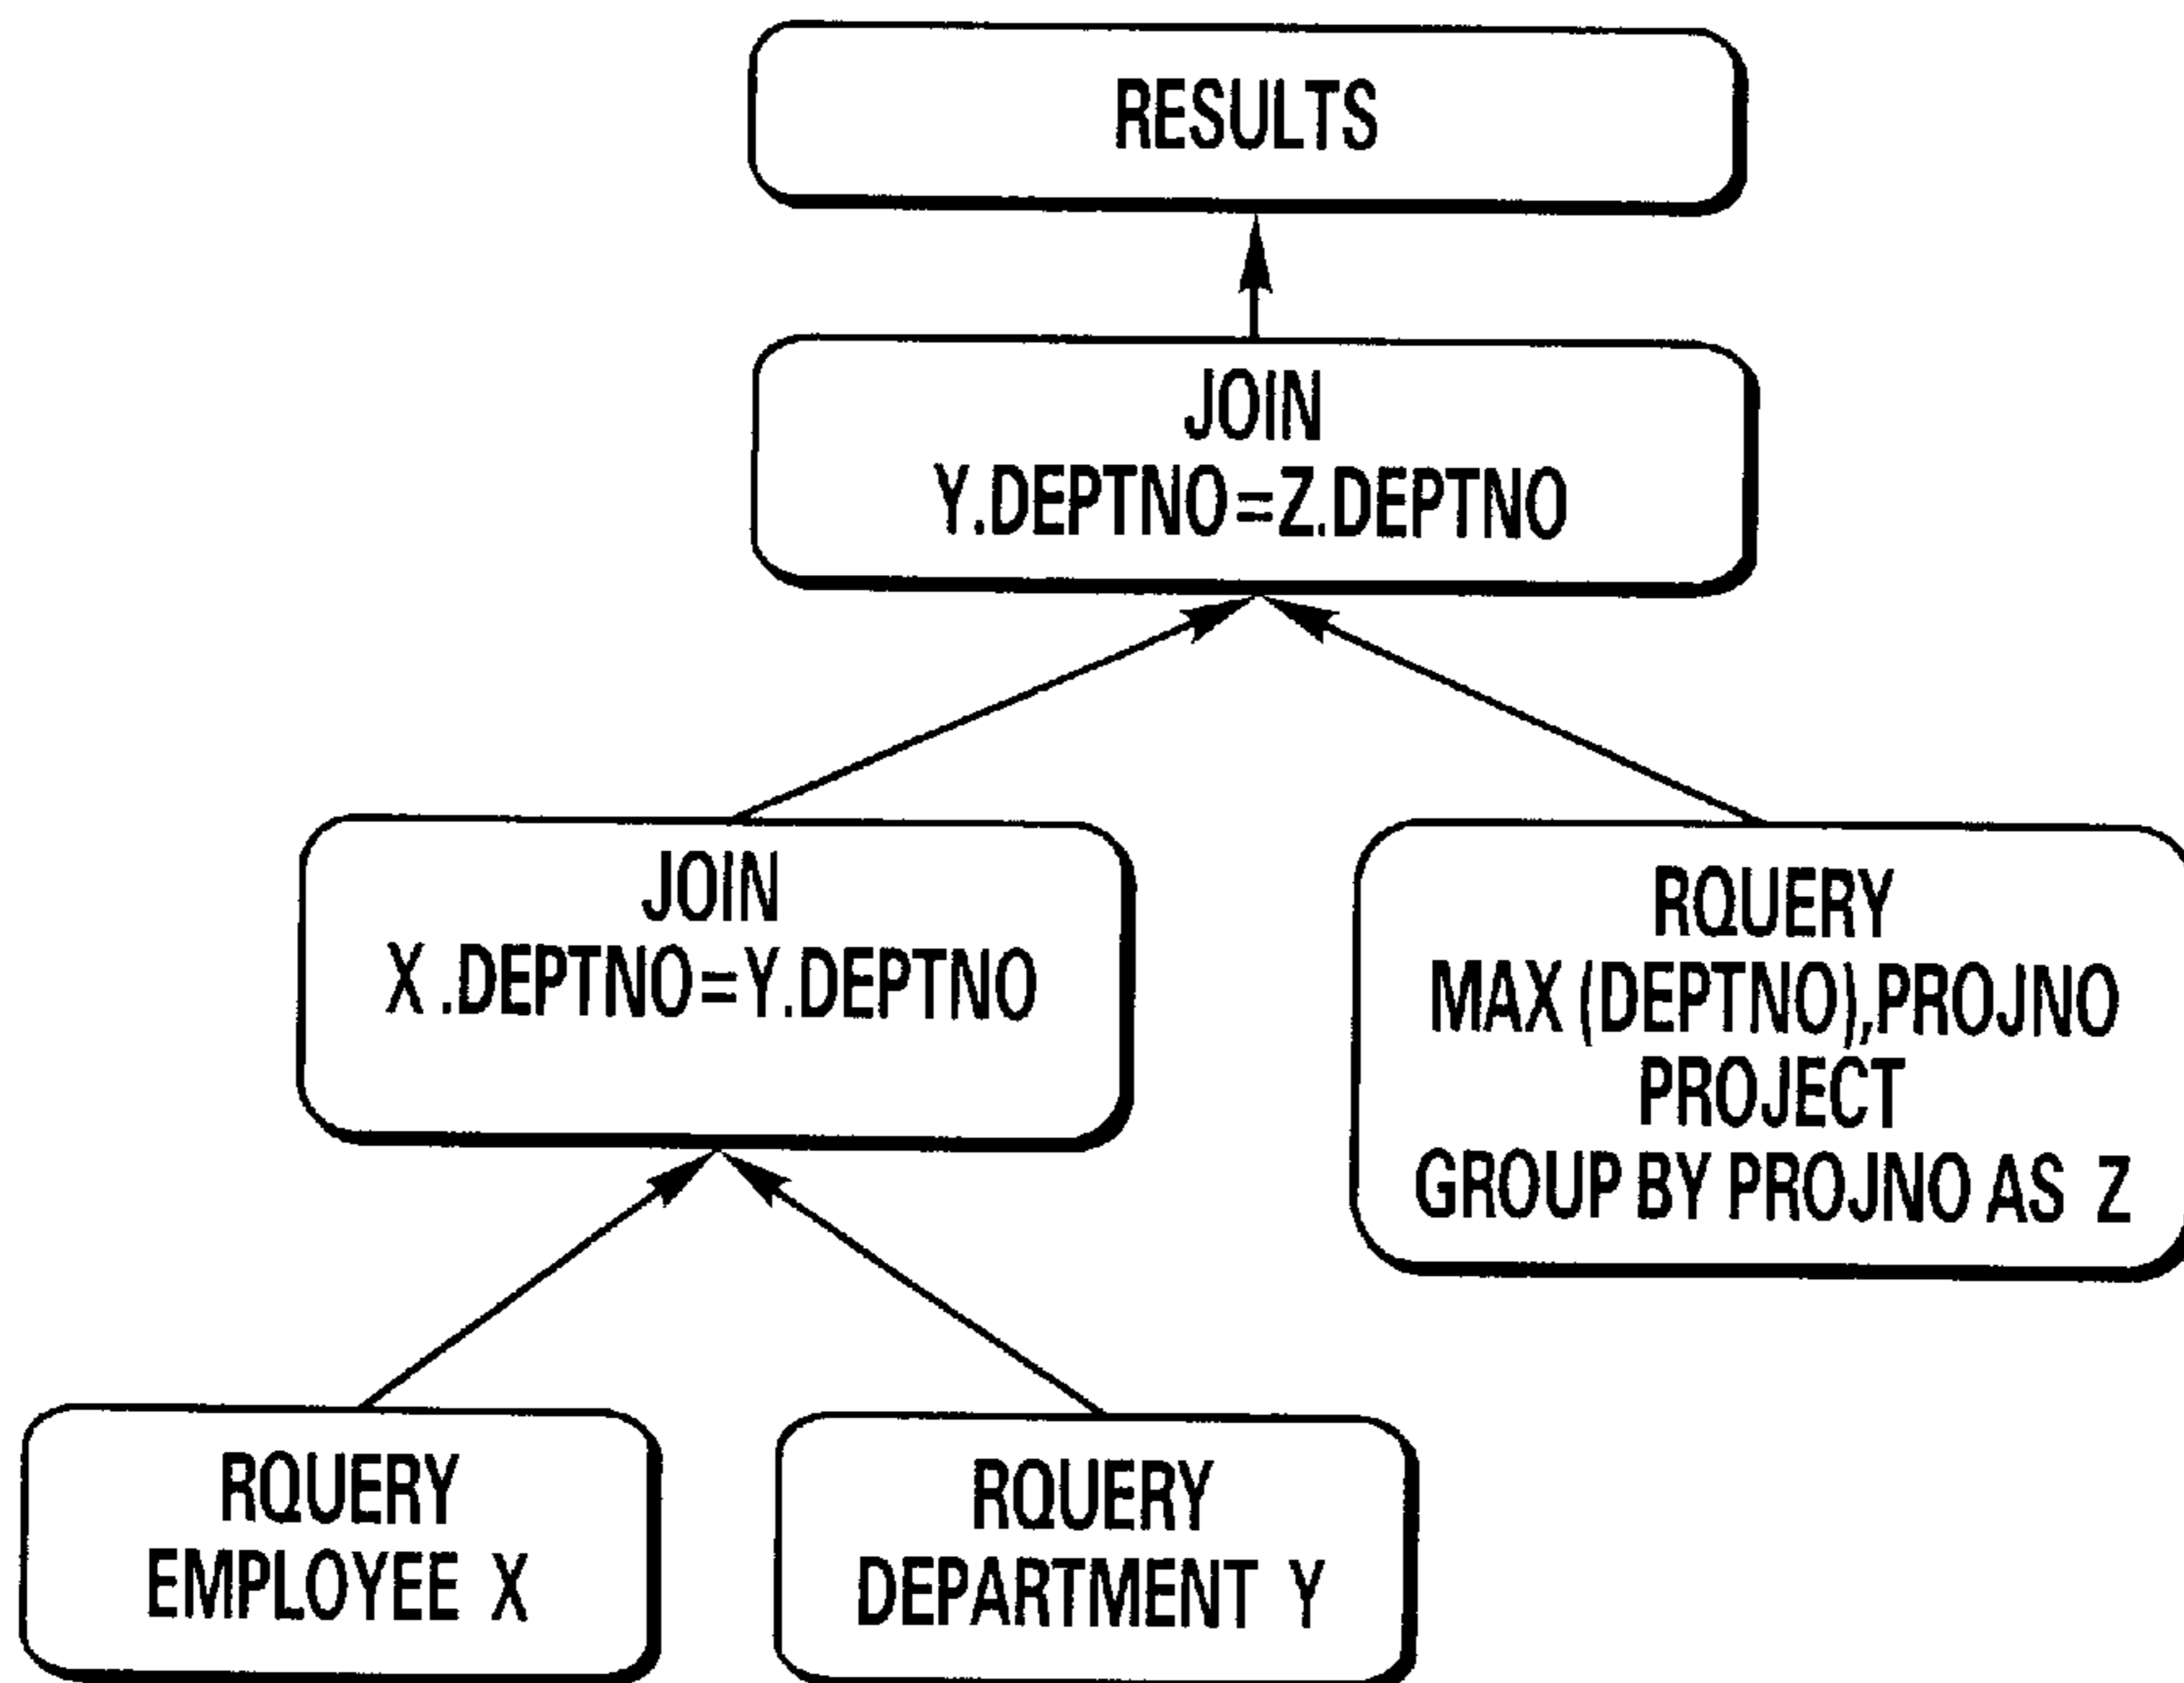 RESULTS
JOIN
Y.DEPTNO=Z.DEPTNO
JOIN
X .DEPTNO=Y.DEPTNO
RQUERY
MAX (DEPTNO),PROJNO
PROJECT
GROUP BY PROJNO AS Z
RQUERY
EMPLOYEE X
RQUERY
DEPARTMENT Y